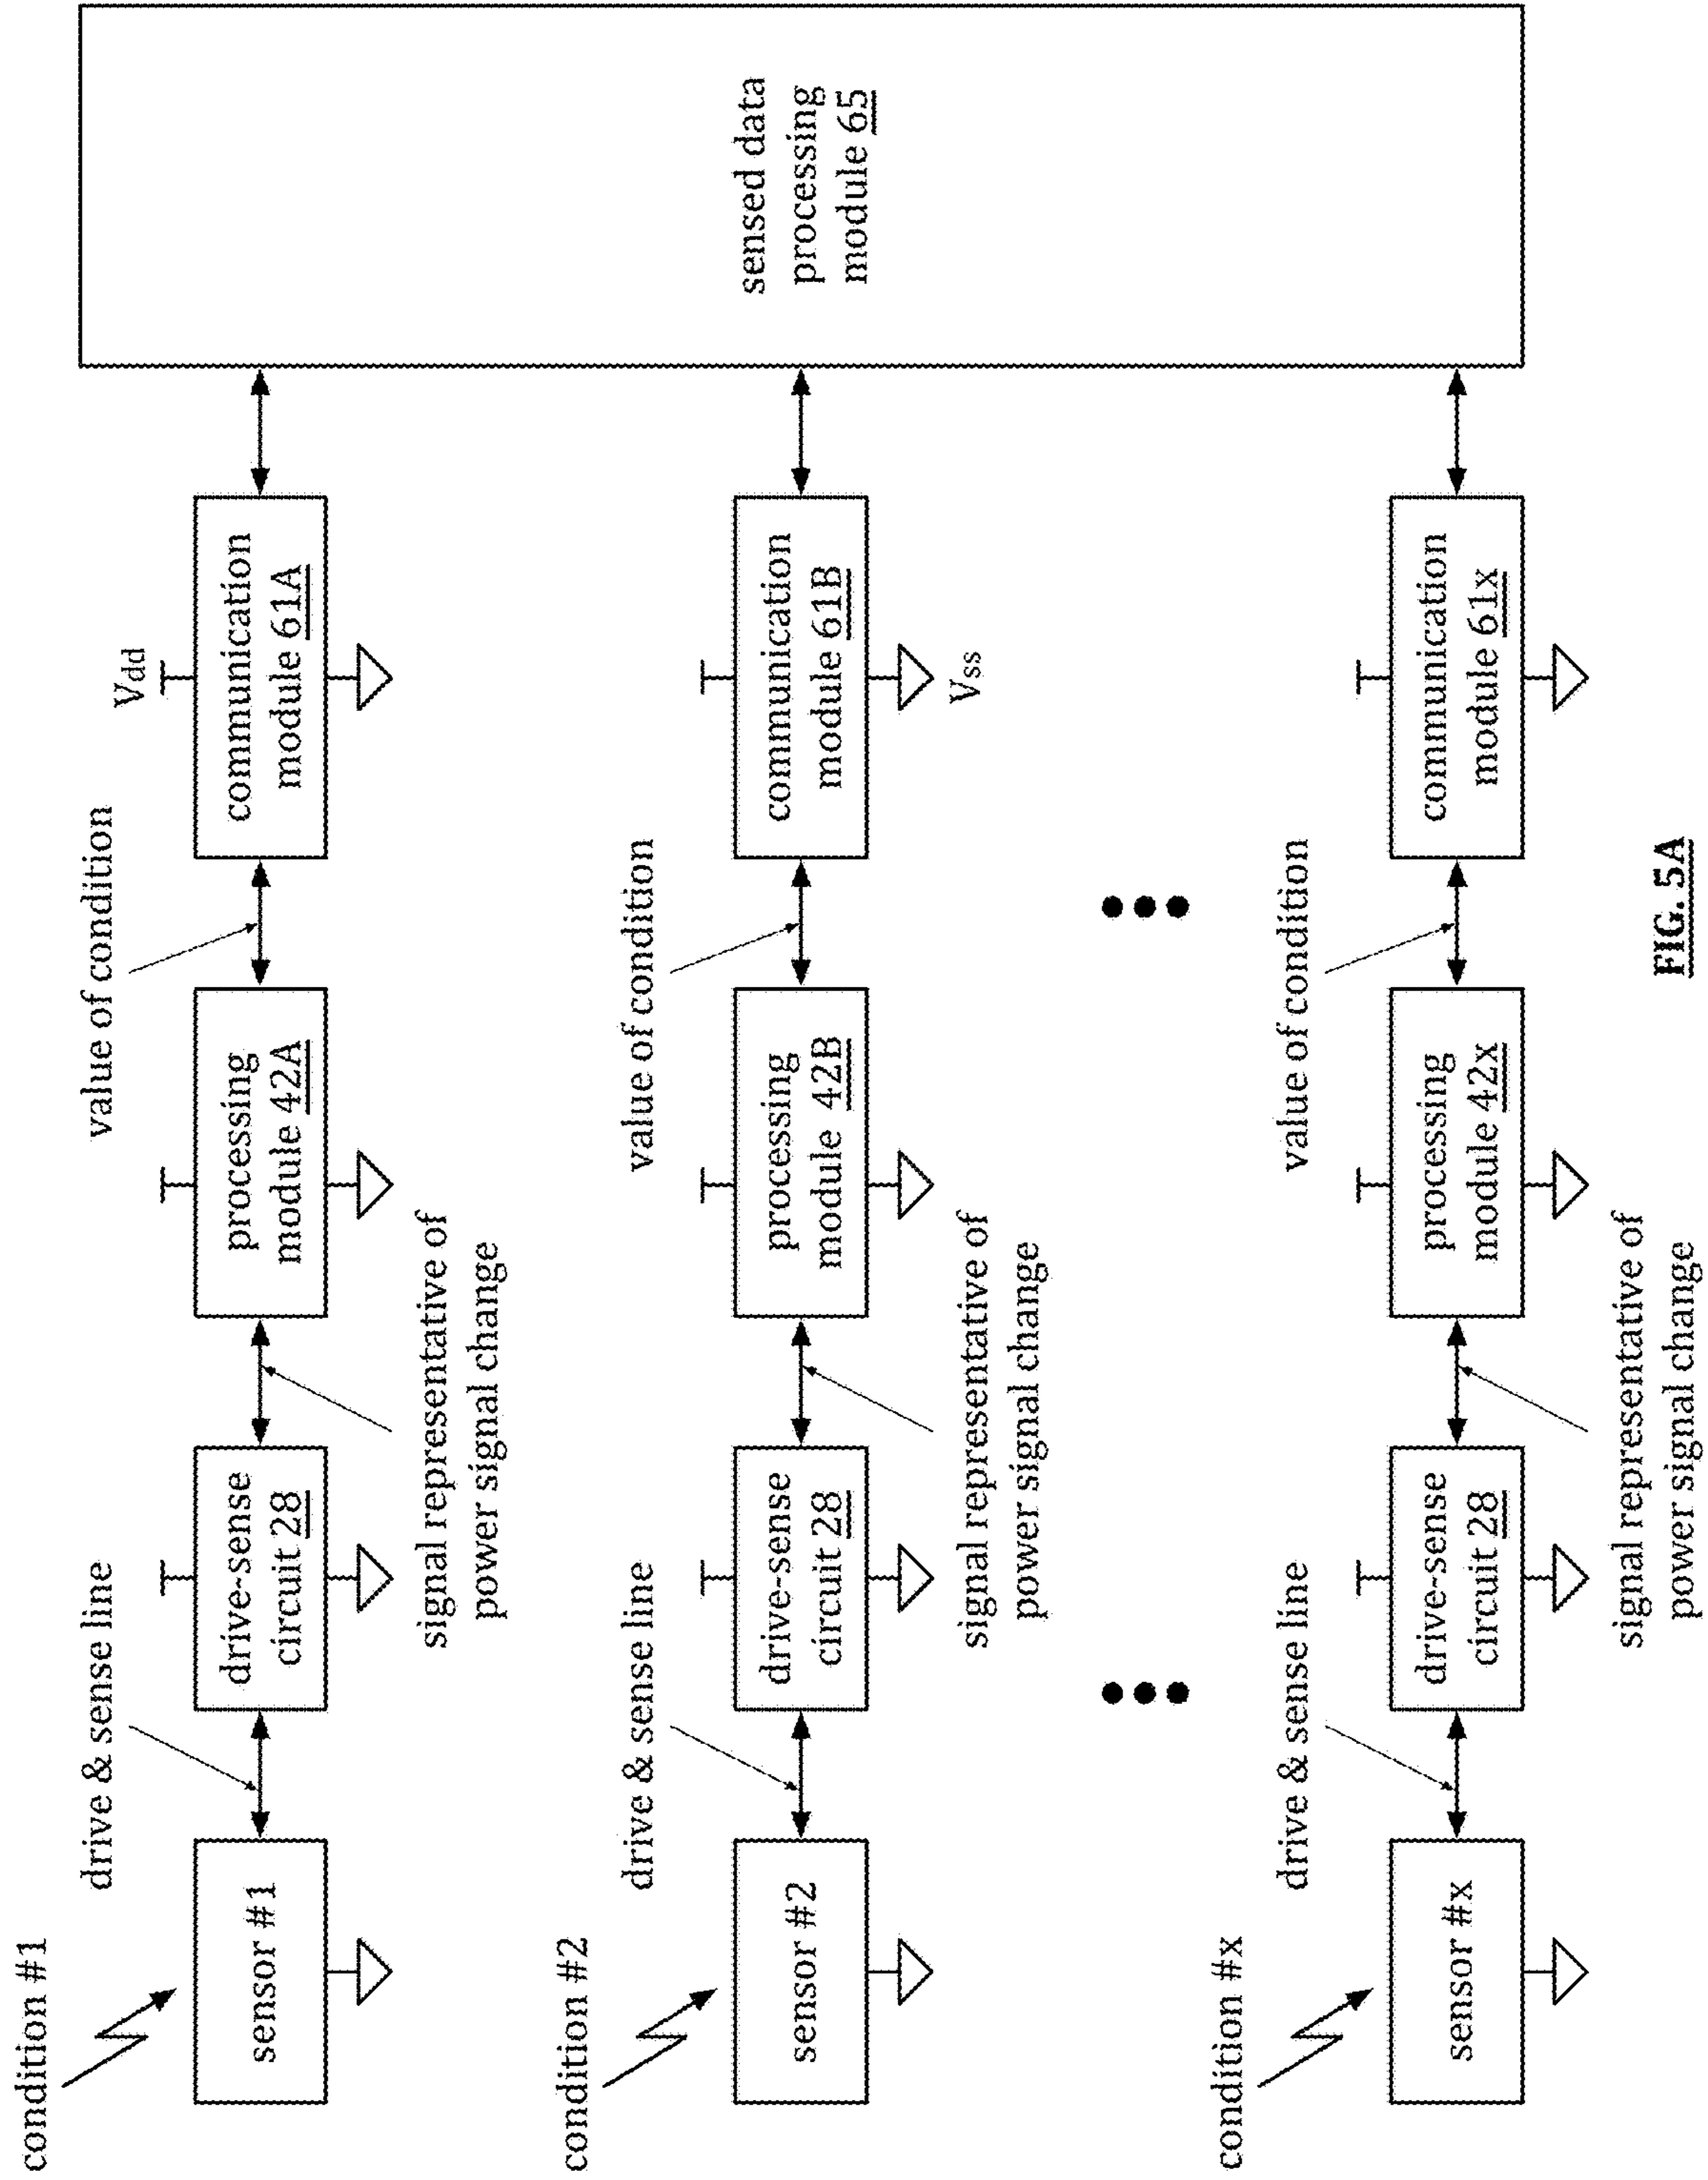 condition #1
drive & sense line
value of condition
Vdd
sensor #1
drive-sense
circuit 28
processing
module 42A
communication
module 61A
signal representative of
power signal change
condition #2
drive & sense line
value of condition
sensor #2
drive-sense
circuit 28
processing
module 42B
communication
module 61B
sensed data
processing
module 65
Vss
signal representative of
power signal change
condition #x
drive & sense line
value of condition
sensor #x
drive-sense
circuit 28
processing
module 42x
communication
module 61x
signal representative of
power signal change
FIG. 5A